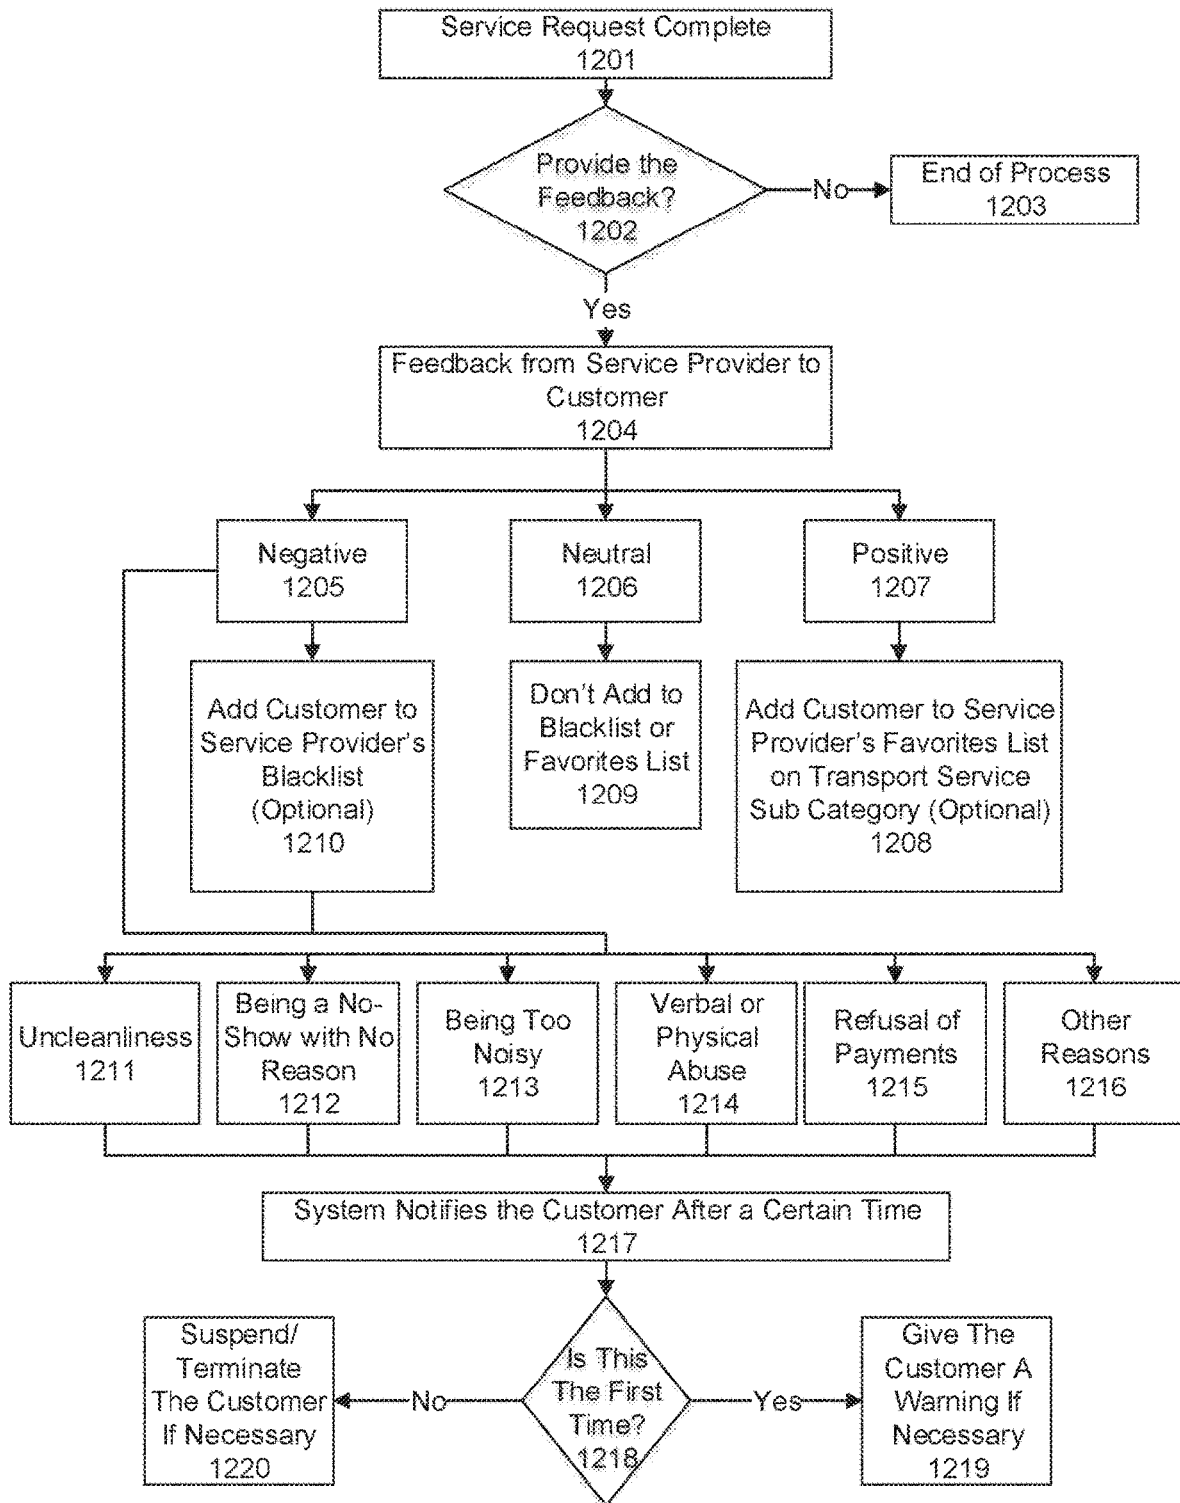 Service Request Complete
1201
Provide the
Feedback?
1202
No
End of Process
1203
Yes
Feedback from Service Provider to
Customer
1204
Negative
1205
Neutral
1206
Positive
1207
Add Customer to
Service Provider's
Blacklist
(Optional)
1210
Don't Add to
Blacklist or
Favorites List
1209
Add Customer to Service
Provider's Favorites List
on Transport Service
Sub Category (Optional)
1208
Uncleanliness
1211
Being a No-
Show with No
Reason
1212
Being Too
Noisy
1213
Verbal or
Physical
Abuse
1214
Refusal of
Payments
1215
Other
Reasons
1216
System Notifies the Customer After a Certain Time
1217
Suspend/
Terminate
The Customer
If Necessary
1220
No
Is This
The First
Time?
1218
Yes
Give The
Customer A
Warning If
Necessary
1219